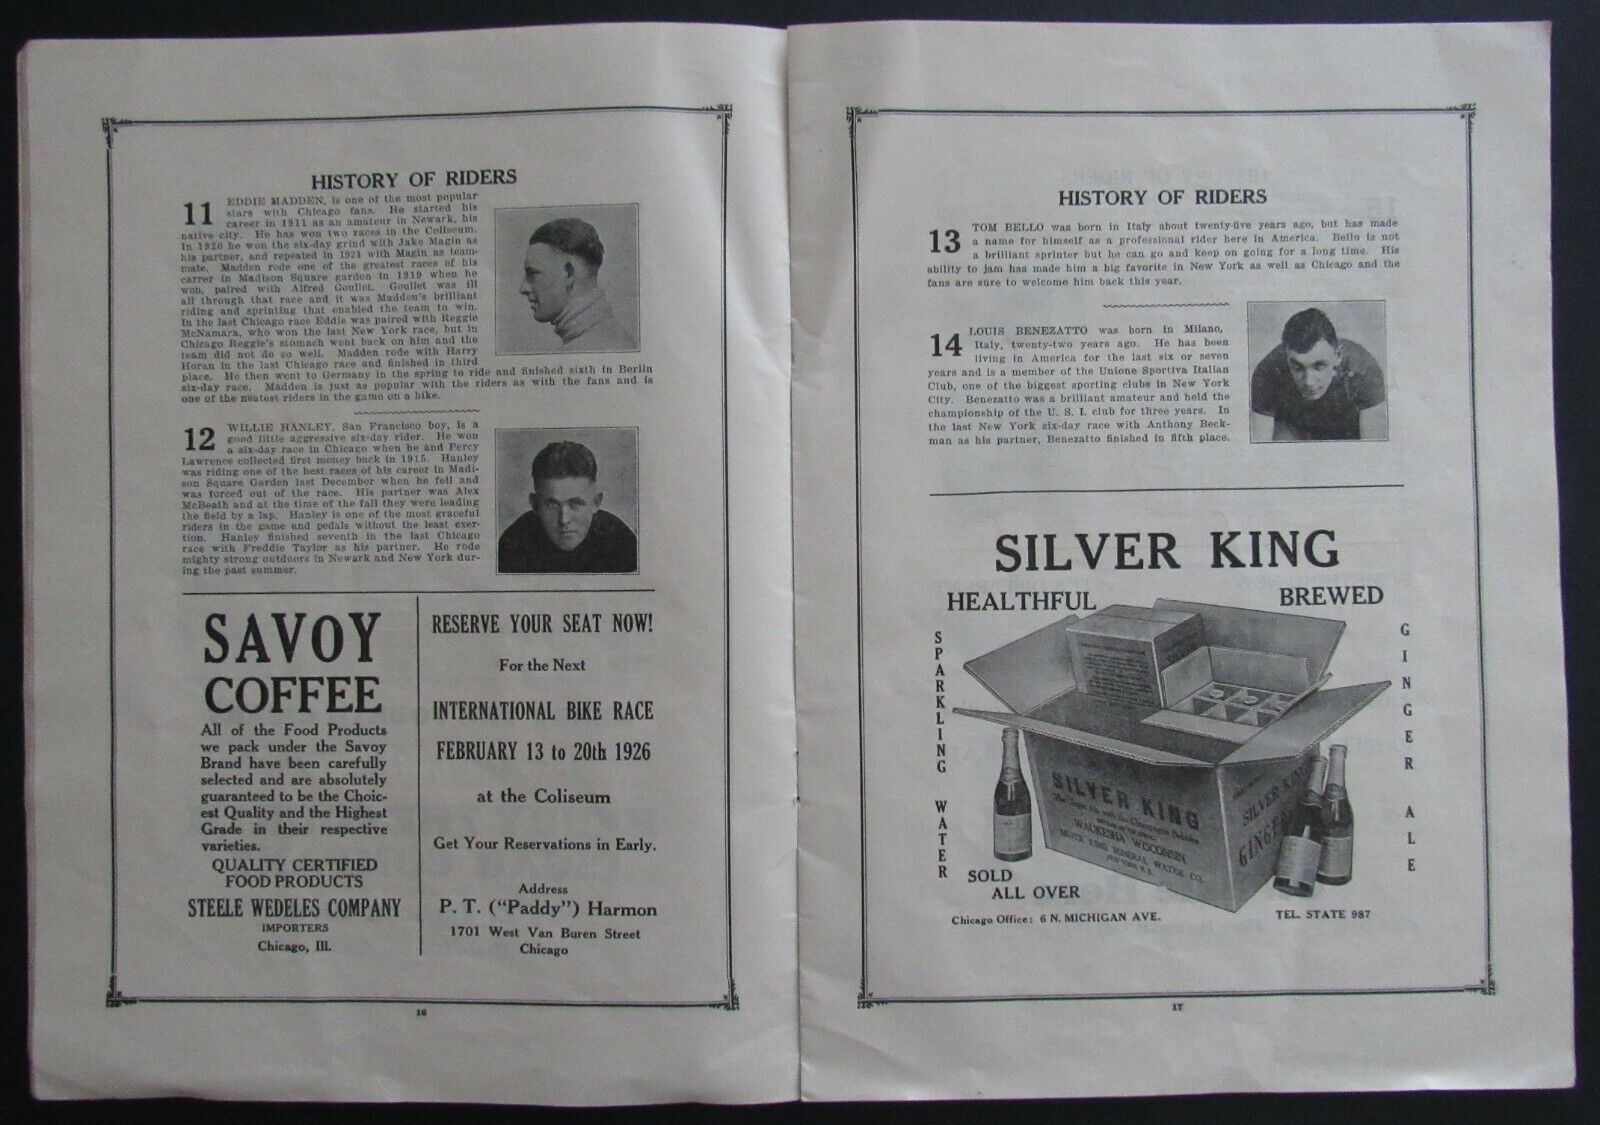 HISTORY OF RIDERS
11 EDDIE MADDEN, is one of the most popular
stars with Chicago fans. He started his
career in 1911 as an amateur in Newark, his
native city. He has won two races in the Coliseum.
In 1920 he won the six-day grind with Jake Magin as
his partner, and repeated in 1921 with Magin as team-
mate. Madden rode one of the greatest races of his
carrer in Madison Square garden in 1919 when he
won, paired with Alfred Goullet. Goullet was ill
all through that race and it was Madden's brilliant
riding and sprinting that enabled the team to win.
In the last Chicago race Eddie was paired with Reggie
McNamara, who won the last New York race, but in
Chicago Reggie's stomach went back on him and the
team did not do so well. Madden rode with Harry
Horan in the last Chicago race and finished in third
place. He then went to Germany in the spring to ride and finished sixth in Berlin
six-day race. Madden is just as popular with the riders as with the fans and is
one of the neatest riders in the game on a bike.
12 WILLIE HANLEY, San Francisco boy, is a
good little aggressive six-day rider. He won
a six-day race in Chicago when he and Percy
Lawrence collected first money back in 1915. Hanley
was riding one of the best races of his career in Madi-
son Square Garden last December when he fell and
was forced out of the race. His partner was Alex
McBeath and at the time of the fall they were leading
the field by a lap. Hanley is one of the most graceful
riders in the game and pedals without the least exer-
tion. Hanley finished seventh in the last Chicago
race with Freddie Taylor as his partner. He rode
mighty strong outdoors in Newark and New York dur-
ing the past summer.
SAVOY
COFFEE
All of the Food Products
we pack under the Savoy
Brand have been carefully
selected and are absolutely
guaranteed to be the Choic-
est Quality and the Highest
Grade in their respective
varieties.
QUALITY CERTIFIED
FOOD PRODUCTS
STEELE WEDELES COMPANY
IMPORTERS
Chicago, Ill.
RESERVE YOUR SEAT NOW!
For the Next
INTERNATIONAL BIKE RACE
FEBRUARY 13 to 20th 1926
at the Coliseum
Get Your Reservations in Early.
Address
P. T. ("Paddy") Harmon
1701 West Van Buren Street
Chicago
16
HISTORY OF RIDERS
13 TOM BELLO was born in Italy about twenty-five years ago, but has made
a name for himself as a professional rider here in America. Bello is not
a brilliant sprinter but he can go and keep on going for a long time. His
ability to jam has made him a big favorite in New York as well as Chicago and the
fans are sure to welcome him back this year.
14 LOUIS BENEZATTO was born in Milano,
Italy, twenty-two years ago. He has been
living in America for the last six or seven
years and is a member of the Unione Sportiva Italian
Club, one of the biggest sporting clubs in New York
City. Benezatto was a brilliant amateur and held the
championship of the U. S. I. club for three years. In
the last New York six-day race with Anthony Beck-
man as his partner, Benezatto finished in fifth place.
SILVER KING
HEALTHFUL
BREWED
SPARKLING WATER
GINGER ALE
SILVER KING
WAUKESHA WISCONSIN
SILVER KING MINERAL WATER CO.
SILVER KING
SOLD
ALL OVER
Chicago Office: 6 N. MICHIGAN AVE.
TEL. STATE 987
17